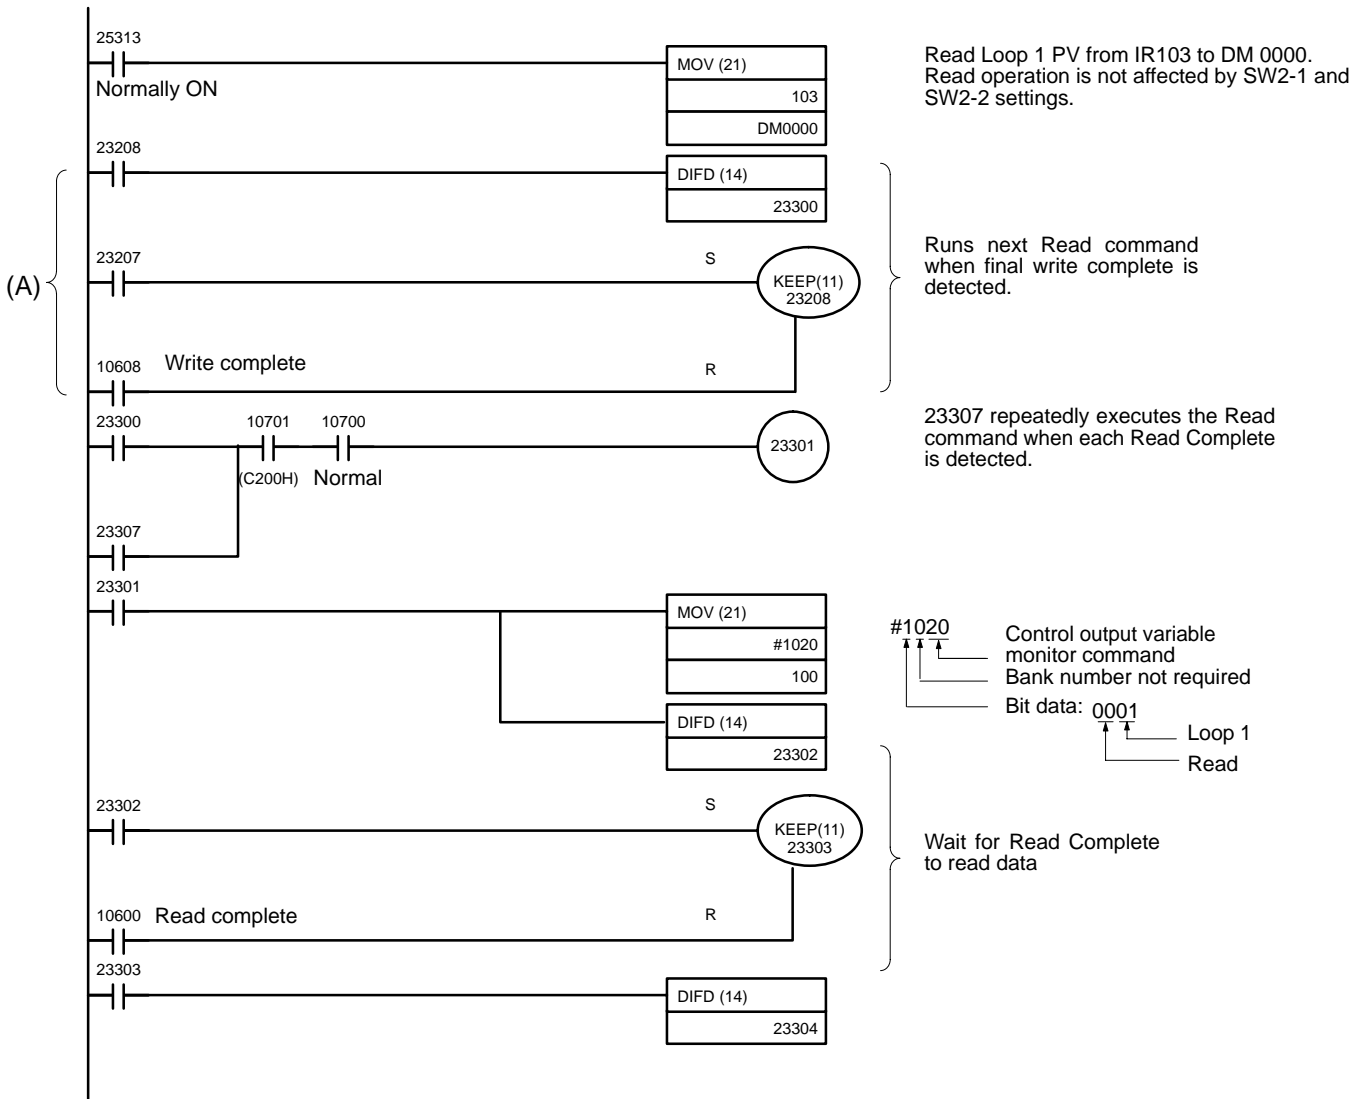 25313
Normally ON
MOV (21)
103
DM0000
Read Loop 1 PV from IR103 to DM 0000.
Read operation is not affected by SW2-1 and
SW2-2 settings.
23208
DIFD (14)
23300
(A)
23207
S
KEEP(11)
23208
Runs next Read command
when final write complete is
detected.
10608
Write complete
R
23300
10701
10700
(C200H)
Normal
23301
23307 repeatedly executes the Read
command when each Read Complete
is detected.
23307
23301
MOV (21)
#1020
100
#1020
Control output variable
monitor command
Bank number not required
Bit data:
0001
Loop 1
Read
DIFD (14)
23302
23302
S
KEEP(11)
23303
Wait for Read Complete
to read data
10600
Read complete
R
23303
DIFD (14)
23304